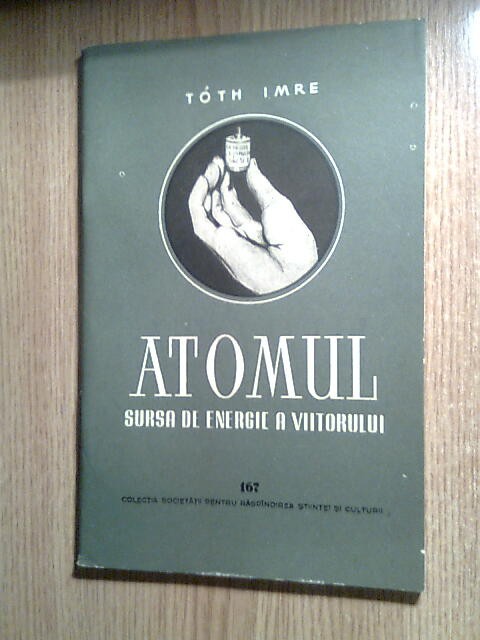 TÓTH IMRE
ATOMUL
SURSA DE ENERGIE A VIITORULUI
167
COLECȚIA SOCIETĂȚII PENTRU RĂSPÎNDIREA ȘTIINȚEI ȘI CULTURII